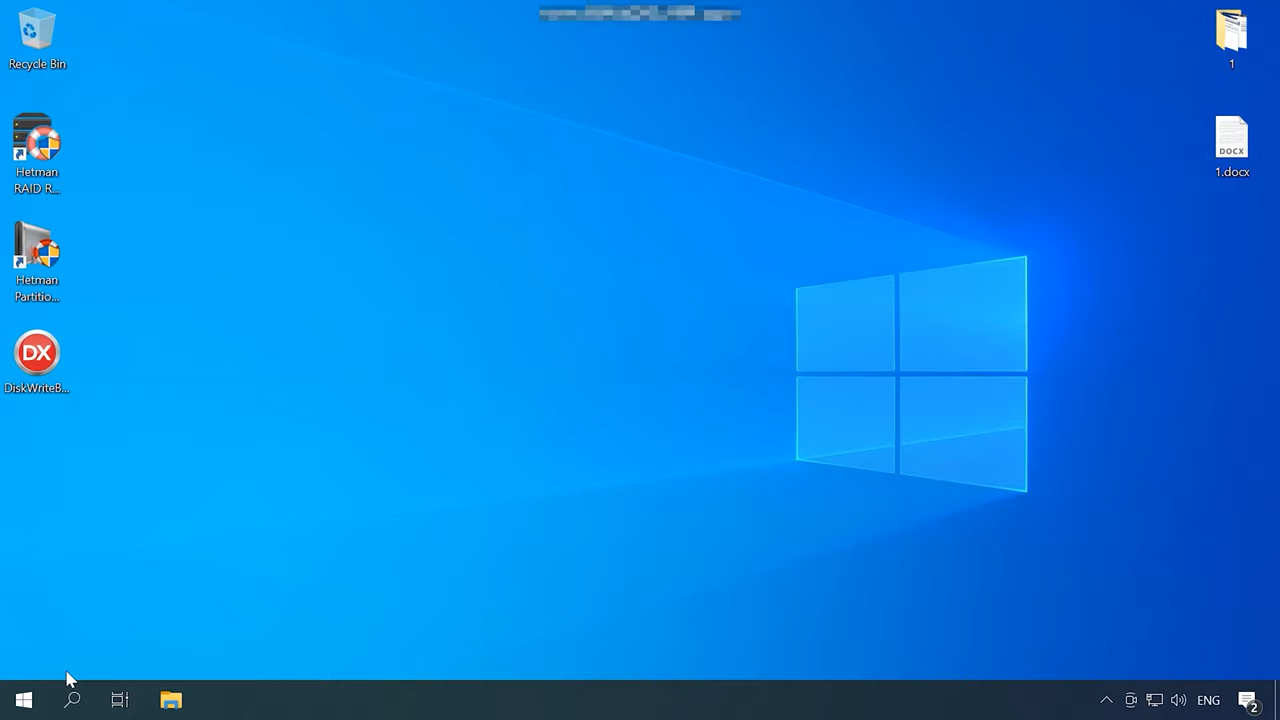 Recycle Bin
Hetman
RAID R...
Hetman
Partitio...
DX
DiskWriteB...
1
DOCX
1.docx
ENG
2